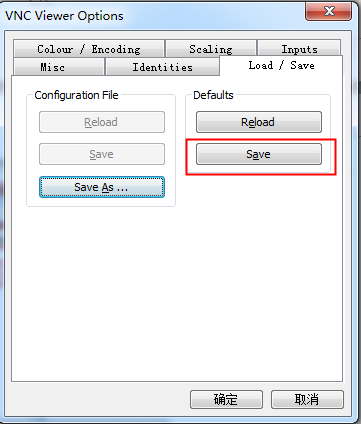 VNC Viewer Options
Colour / Encoding Scaling Inputs
Misc Identities Load / Save
Configuration File Defaults
Reload Reload
Save Save
Save As ...
确定 取消